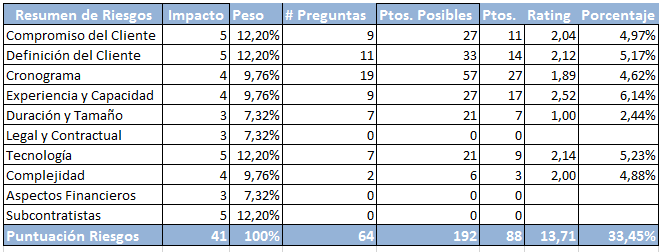 Resumen de Riesgos Impacto Peso # Preguntas Ptos. Posibles Ptos. Rating Porcentaje
Compromiso del Cliente 5 12,20% 9 27 11 2,04 4,97%
Definición del Cliente 5 12,20% 11 33 14 2,12 5,17%
Cronograma 4 9,76% 19 57 27 1,89 4,62%
Experiencia y Capacidad 4 9,76% 9 27 17 2,52 6,14%
Duración y Tamaño 3 7,32% 7 21 7 1,00 2,44%
Legal y Contractual 3 7,32% 0 0
Tecnología 5 12,20% 7 21 9 2,14 5,23%
Complejidad 4 9,76% 2 6 3 2,00 4,88%
Aspectos Financieros 3 7,32% 0 0
Subcontratistas 5 12,20% 0 0
Puntuación Riesgos 41 100% 64 192 88 13,71 33,45%